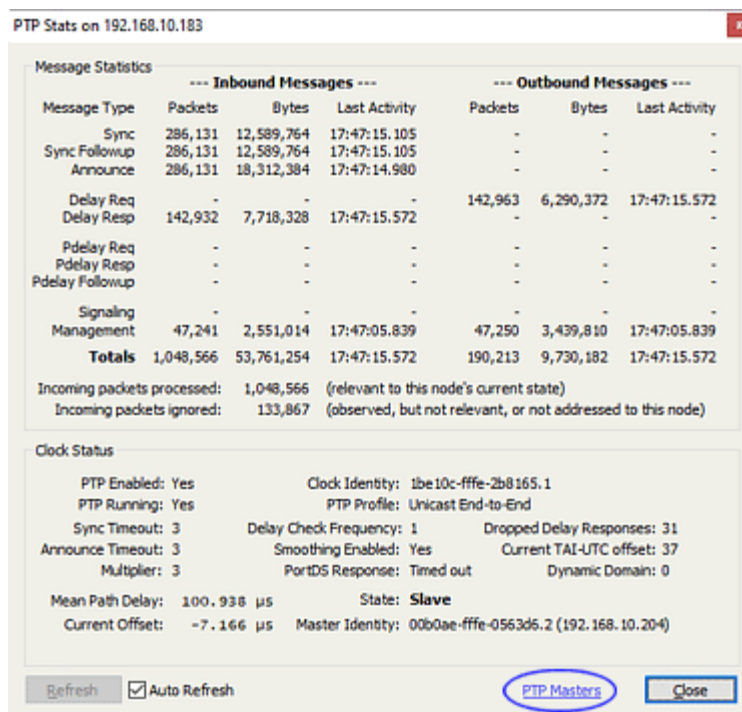 PTP Stats on 192.168.10.183
Message Statistics
--- Inbound Messages --- --- Outbound Messages ---
Message Type Packets Bytes Last Activity Packets Bytes Last Activity
Sync 286,131 12,589,764 17:47:15.105 - - -
Sync Followup 286,131 12,589,764 17:47:15.105 - - -
Announce 286,131 18,312,384 17:47:14.980 - - -
Delay Req - - - 142,963 6,290,372 17:47:15.572
Delay Resp 142,932 7,718,328 17:47:15.572 - - -
Pdelay Req - - - - - -
Pdelay Resp - - - - - -
Pdelay Followup - - - - - -
Signaling - - - - - -
Management 47,241 2,551,014 17:47:05.839 47,250 3,439,810 17:47:05.839
Totals 1,048,566 53,761,254 17:47:15.572 190,213 9,730,182 17:47:15.572
Incoming packets processed: 1,048,566 (relevant to this node's current state)
Incoming packets ignored: 133,867 (observed, but not relevant, or not addressed to this node)
Clock Status
PTP Enabled: Yes Clock Identity: 1be10c-fffe-2b8165.1
PTP Running: Yes PTP Profile: Unicast End-to-End
Sync Timeout: 3 Delay Check Frequency: 1 Dropped Delay Responses: 31
Announce Timeout: 3 Smoothing Enabled: Yes Current TAI-UTC offset: 37
Multiplier: 3 PortDS Response: Timed out Dynamic Domain: 0
Mean Path Delay: 100.938 µs State: Slave
Current Offset: -7.166 µs Master Identity: 00b0ae-fffe-0563d6.2 (192.168.10.204)
Refresh Auto Refresh PTP Masters Close